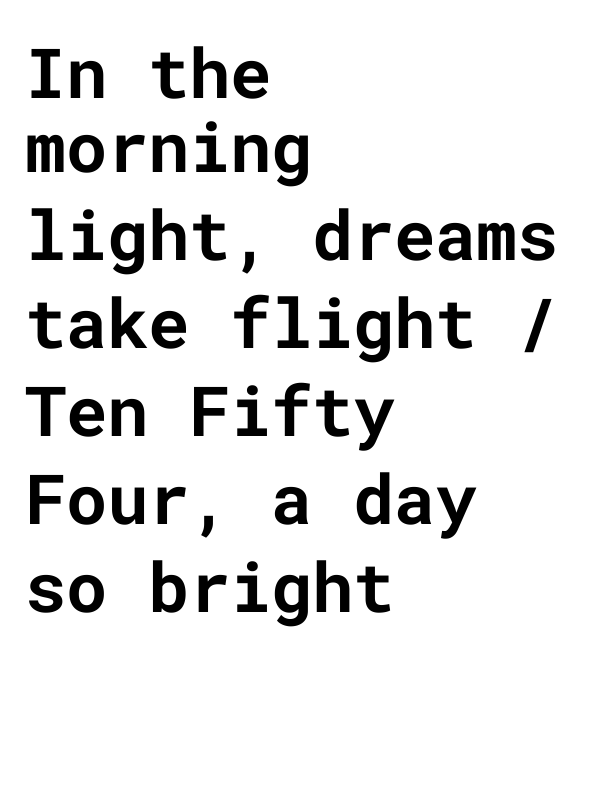 In the
morning
light, dreams
take flight /
Ten Fifty
Four, a day
so bright